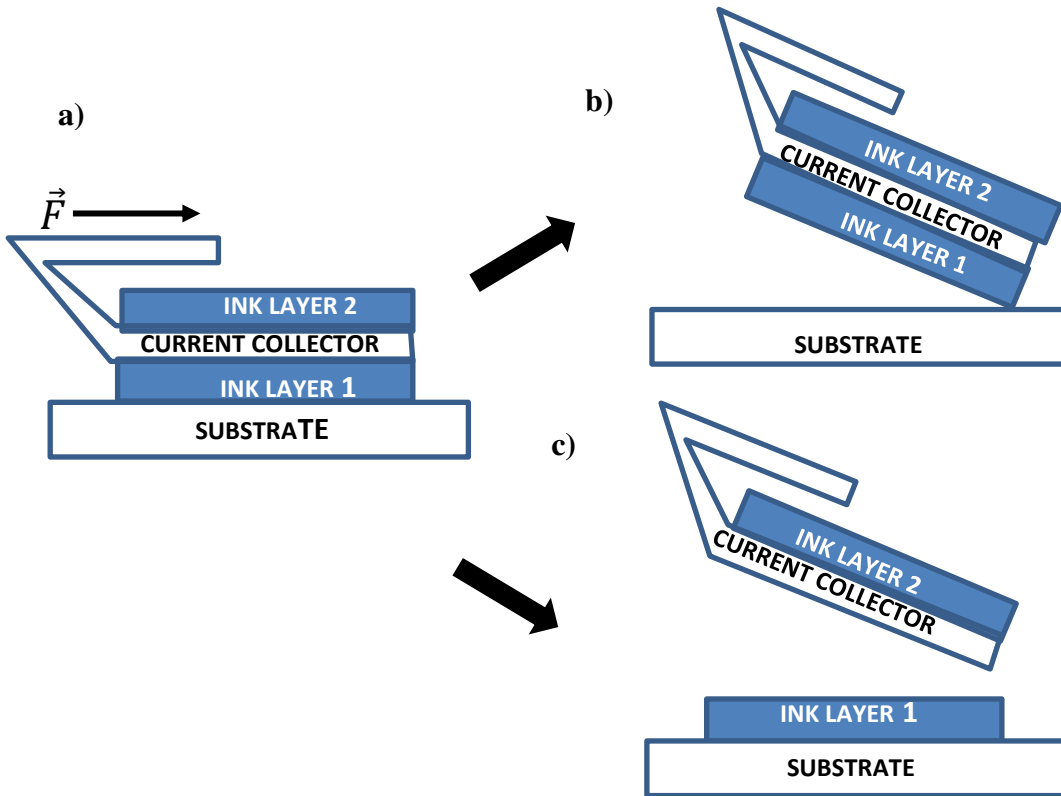 a)
F⃗
INK LAYER 2
CURRENT COLLECTOR
INK LAYER 1
SUBSTRATE
b)
INK LAYER 2
CURRENT COLLECTOR
INK LAYER 1
SUBSTRATE
c)
INK LAYER 2
CURRENT COLLECTOR
INK LAYER 1
SUBSTRATE